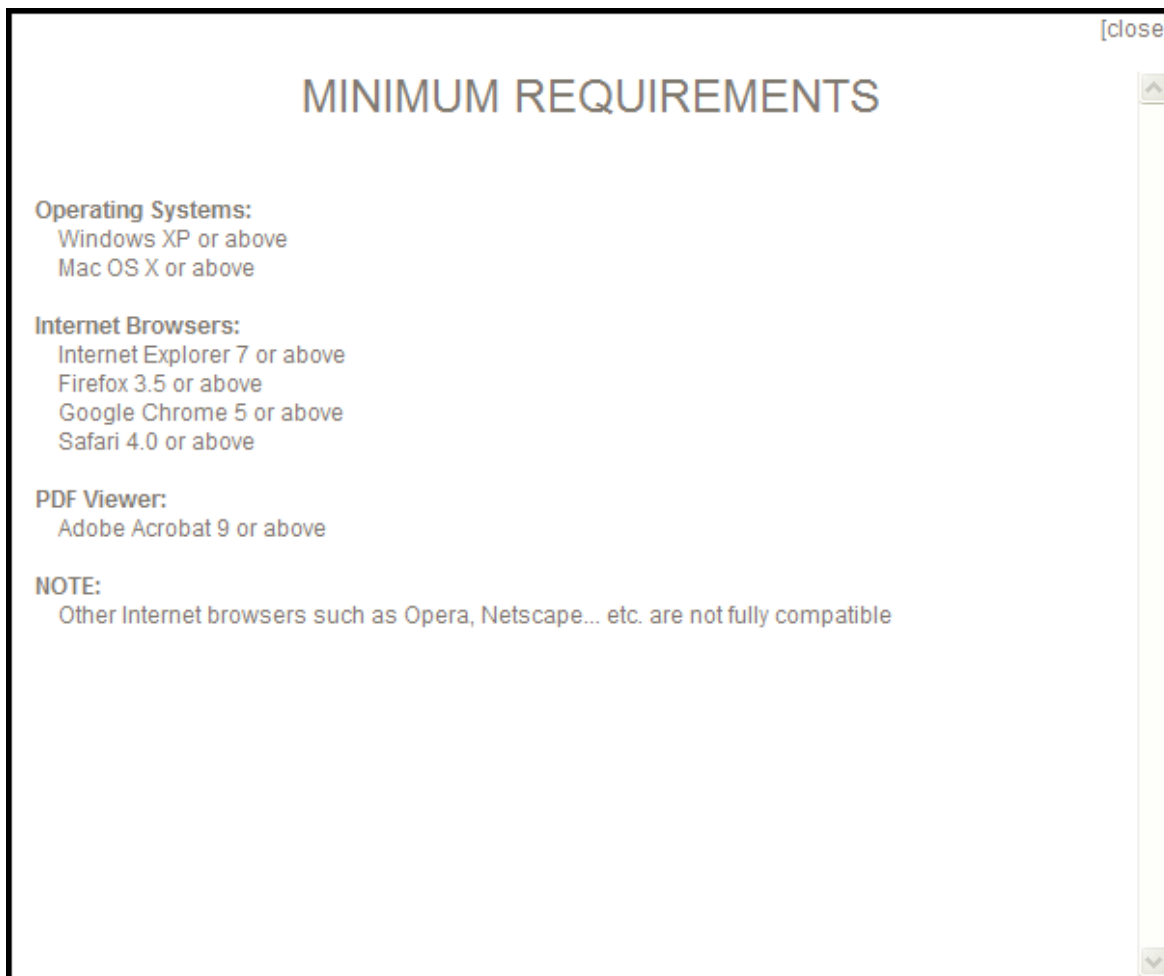 [close
MINIMUM REQUIREMENTS
Operating Systems:
Windows XP or above
Mac OS X or above
Internet Browsers:
Internet Explorer 7 or above
Firefox 3.5 or above
Google Chrome 5 or above
Safari 4.0 or above
PDF Viewer:
Adobe Acrobat 9 or above
NOTE:
Other Internet browsers such as Opera, Netscape... etc. are not fully compatible